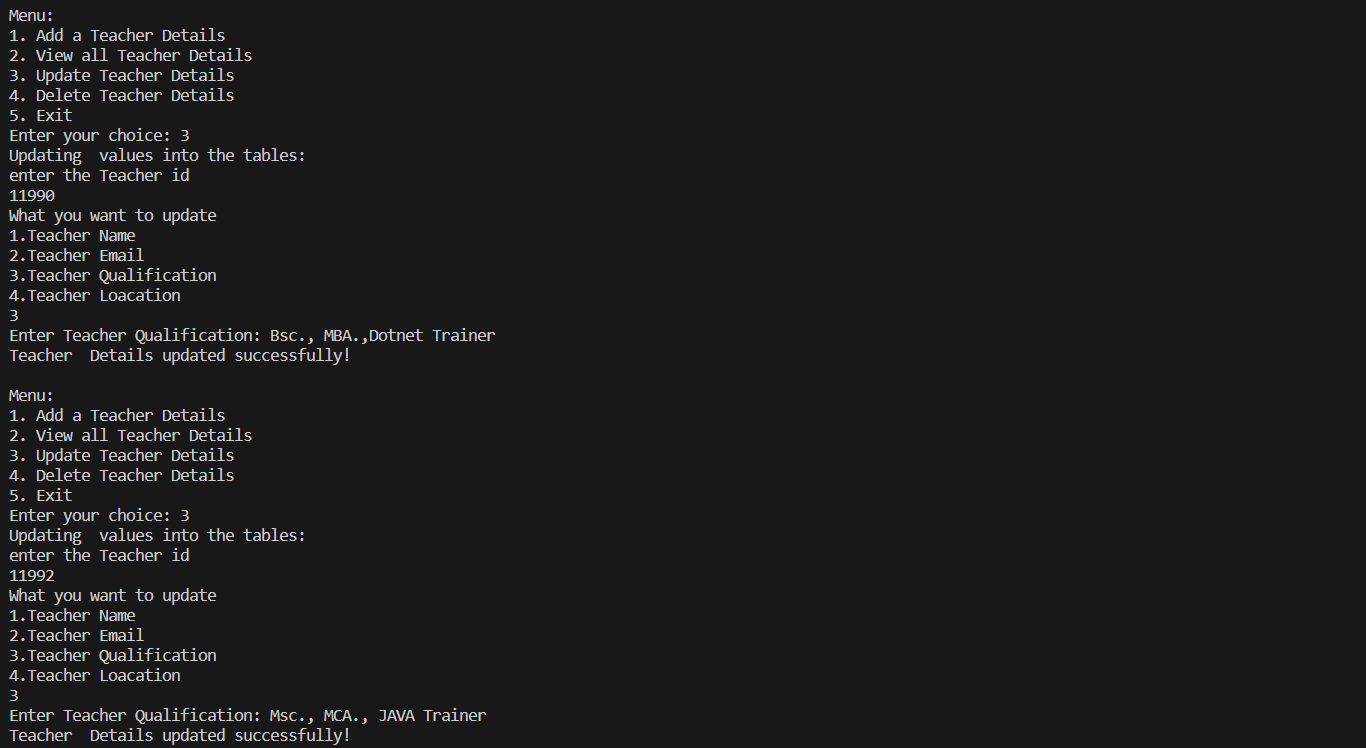 Menu:
1. Add a Teacher Details
2. View all Teacher Details
3. Update Teacher Details
4. Delete Teacher Details
5. Exit
Enter your choice: 3
Updating  values into the tables:
enter the Teacher id
11990
What you want to update
1.Teacher Name
2.Teacher Email
3.Teacher Qualification
4.Teacher Loacation
3
Enter Teacher Qualification: Bsc., MBA.,Dotnet Trainer
Teacher  Details updated successfully!

Menu:
1. Add a Teacher Details
2. View all Teacher Details
3. Update Teacher Details
4. Delete Teacher Details
5. Exit
Enter your choice: 3
Updating  values into the tables:
enter the Teacher id
11992
What you want to update
1.Teacher Name
2.Teacher Email
3.Teacher Qualification
4.Teacher Loacation
3
Enter Teacher Qualification: Msc., MCA., JAVA Trainer
Teacher  Details updated successfully!